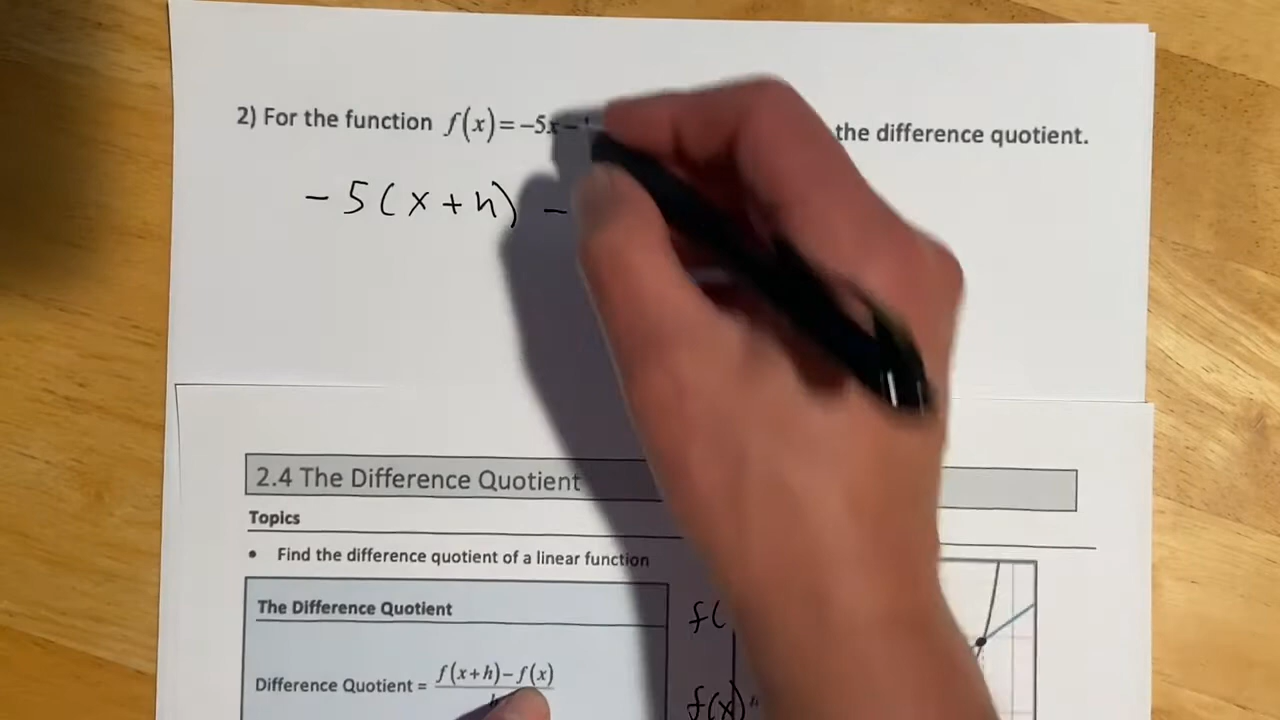 2) For the function f(x)=-5x- the difference quotient.
-5(x+h) -
2.4 The Difference Quotient
Topics
• Find the difference quotient of a linear function
The Difference Quotient
f(
Difference Quotient = f(x+h)-f(x)
f(x)